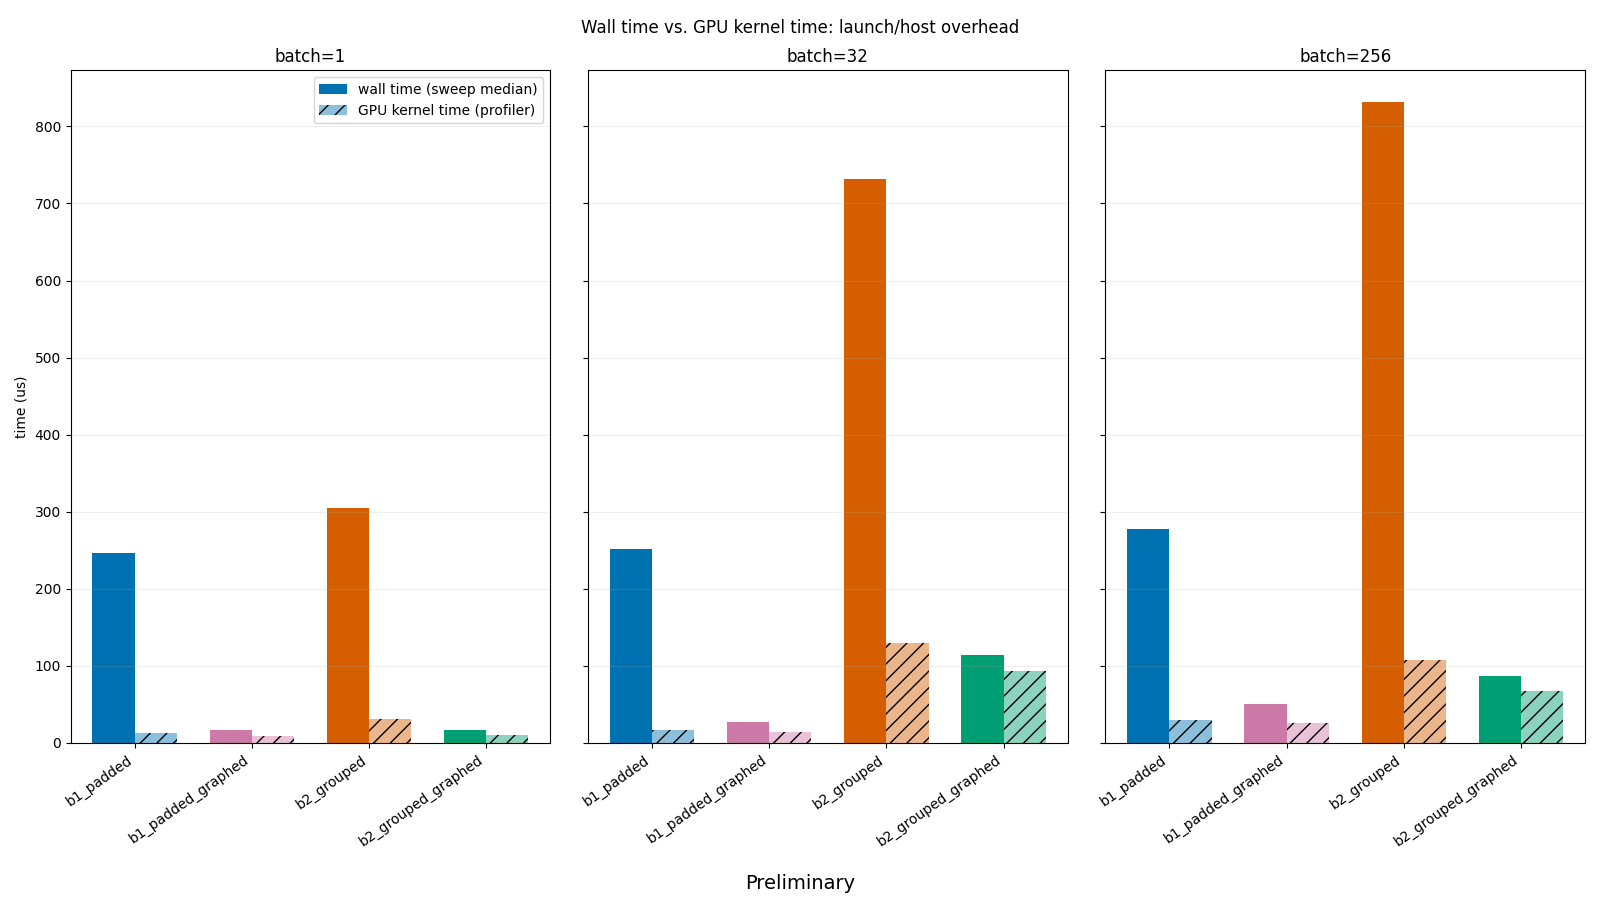 Wall time vs. GPU kernel time: launch/host overhead
batch=1
batch=32
batch=256
wall time (sweep median)
GPU kernel time (profiler)
time (us)
800
700
600
500
400
300
200
100
0
b1_padded
b1_padded_graphed
b2_grouped
b2_grouped_graphed
b1_padded
b1_padded_graphed
b2_grouped
b2_grouped_graphed
b1_padded
b1_padded_graphed
b2_grouped
b2_grouped_graphed
Preliminary